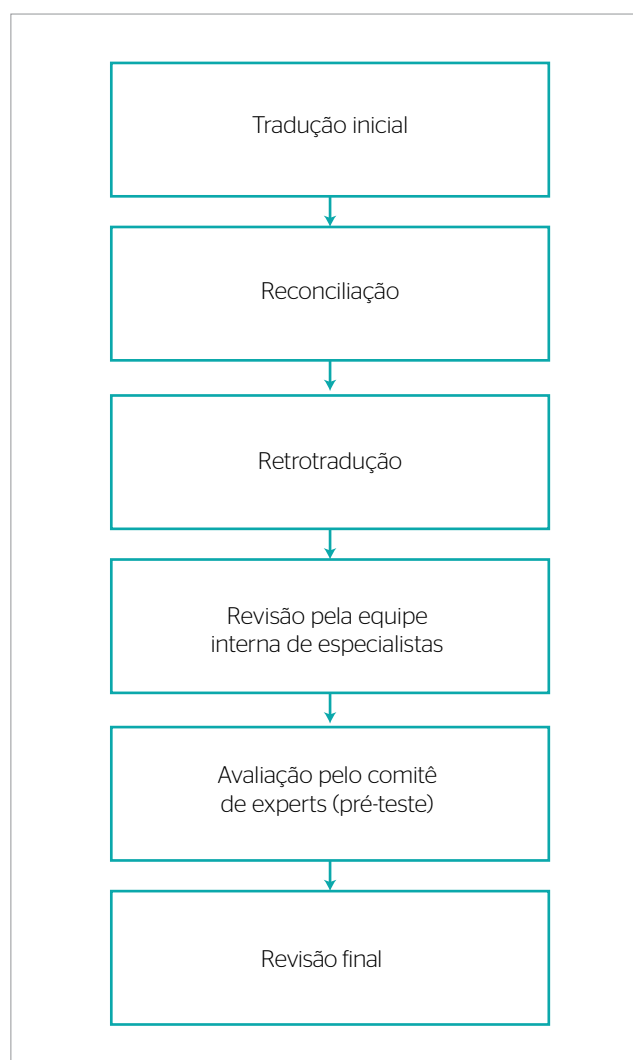 Tradução inicial
Reconciliação
Retrotradução
Revisão pela equipe
interna de especialistas
Avaliação pelo comitê
de experts (pré-teste)
Revisão final